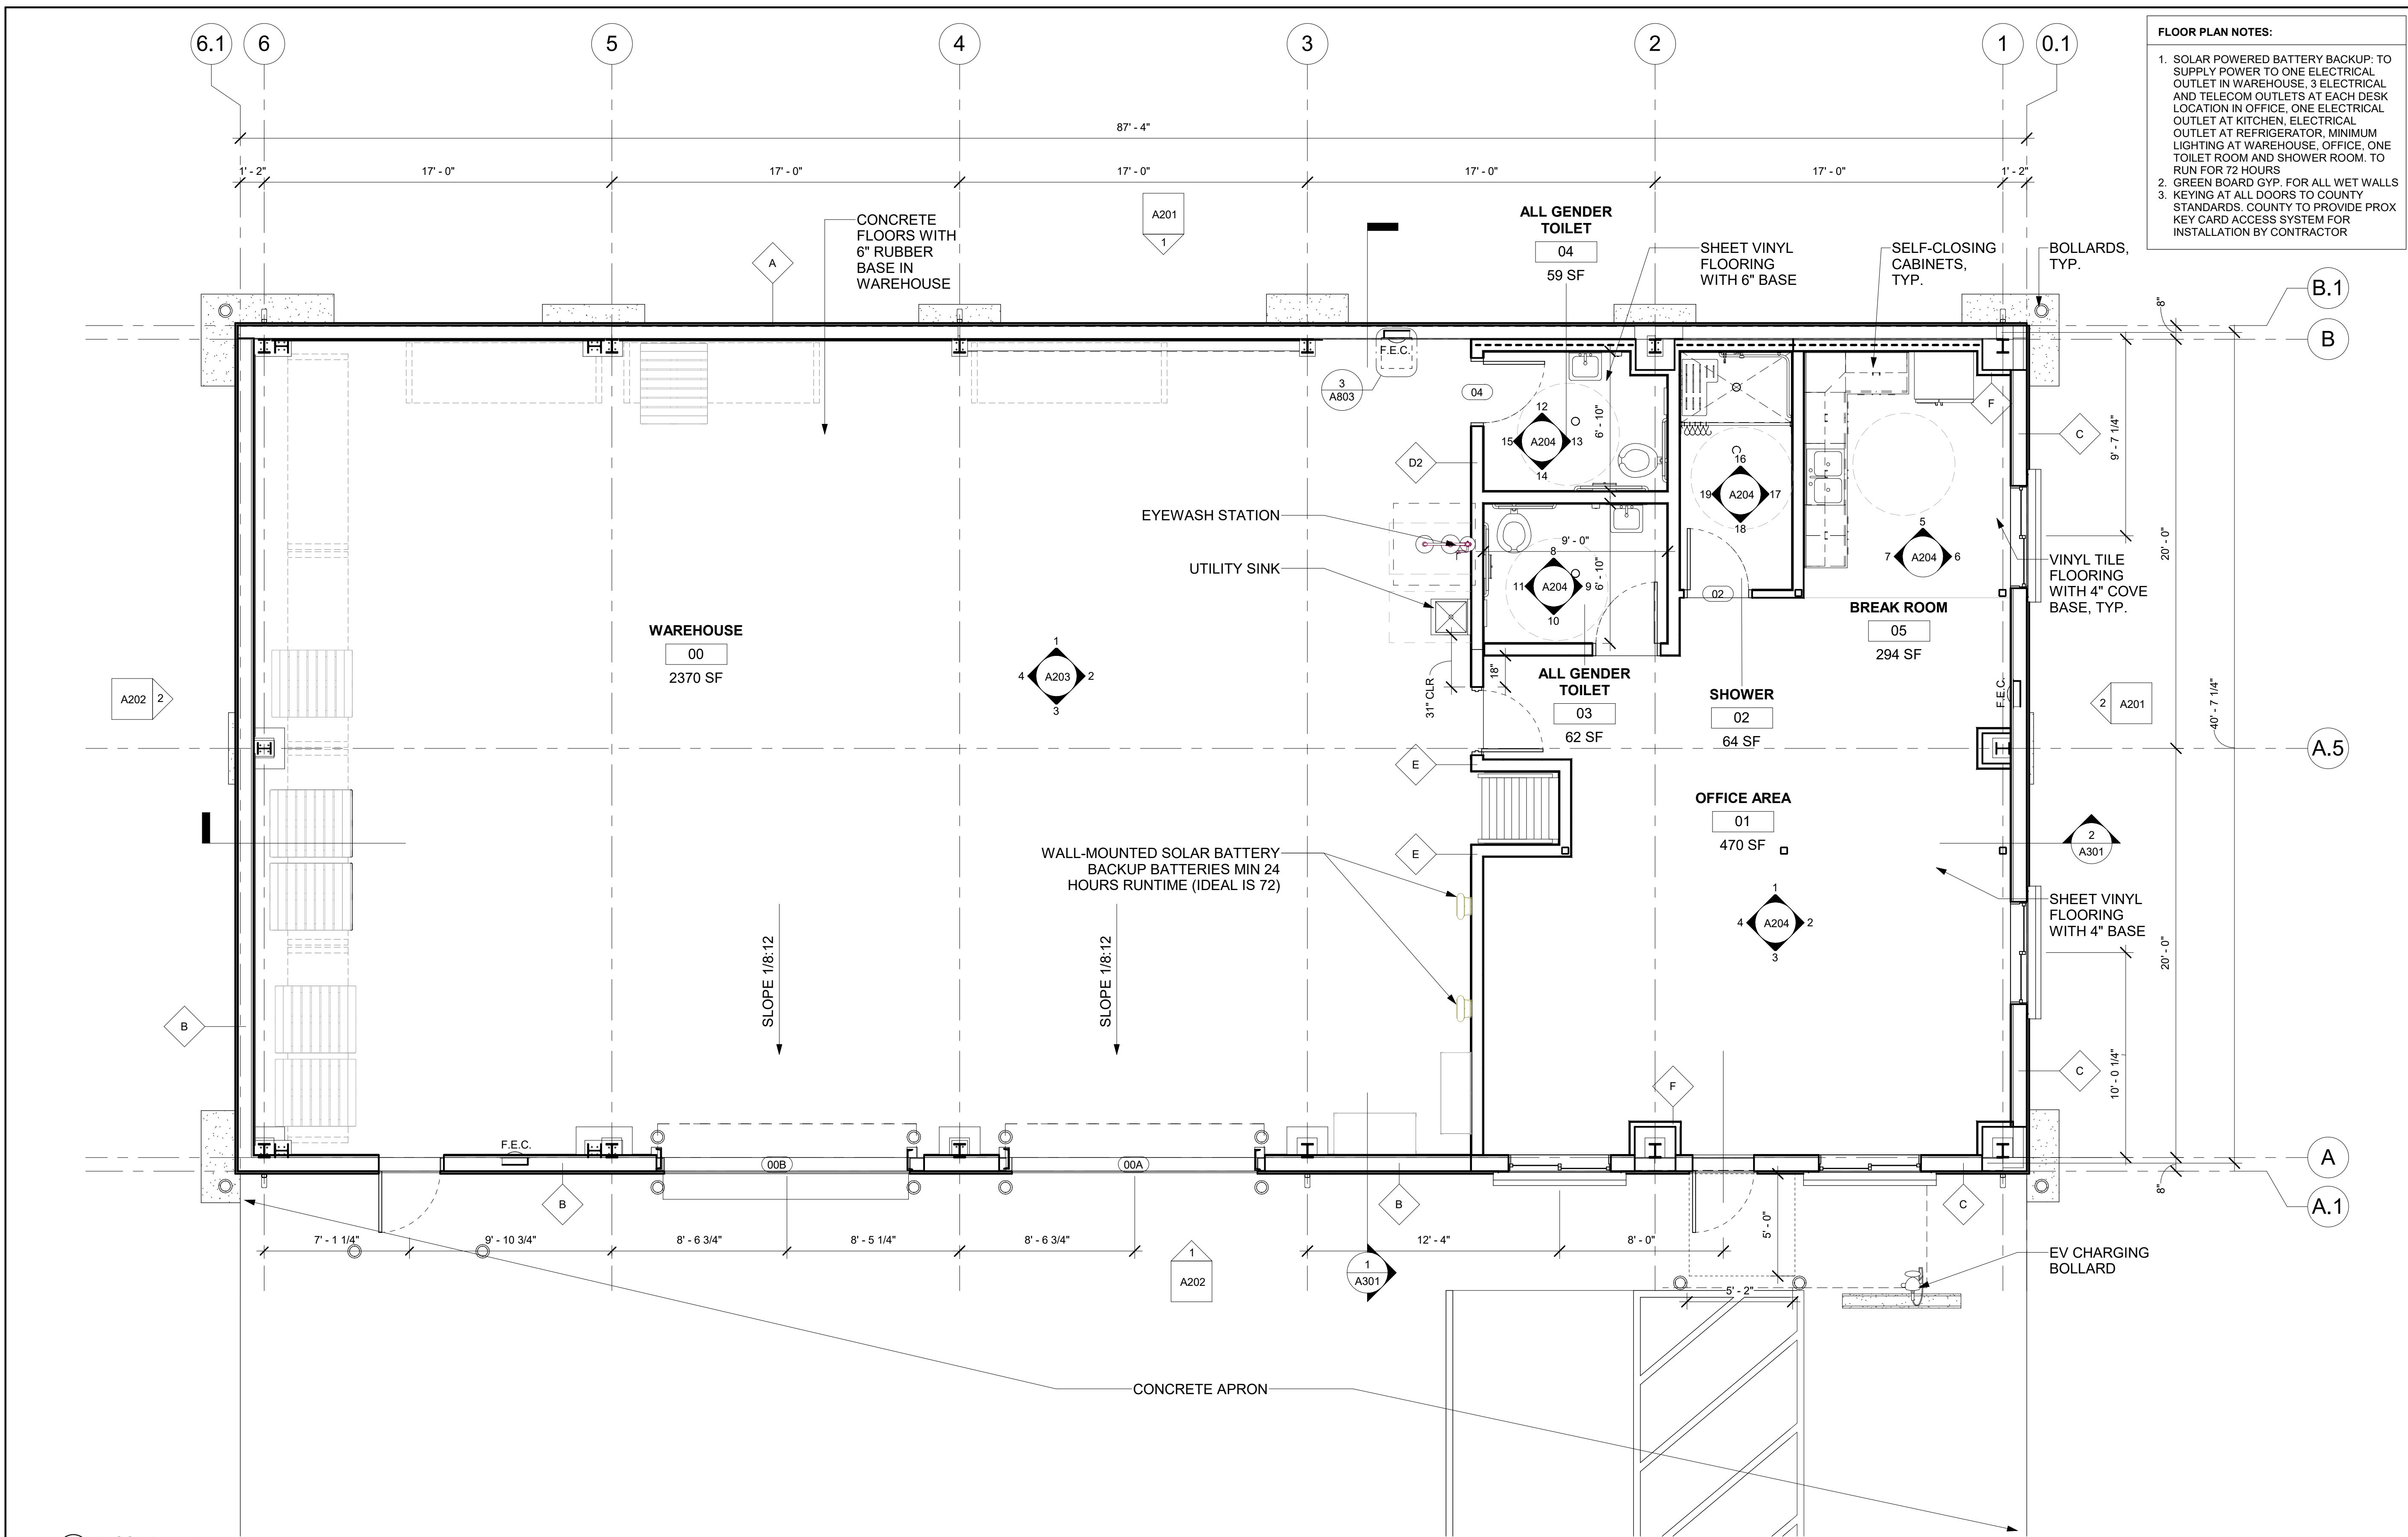 6.1
6
5
4
3
2
1
0.1
FLOOR PLAN NOTES:
1. SOLAR POWERED BATTERY BACKUP: TO
SUPPLY POWER TO ONE ELECTRICAL
OUTLET IN WAREHOUSE, 3 ELECTRICAL
AND TELECOM OUTLETS AT EACH DESK
LOCATION IN OFFICE, ONE ELECTRICAL
OUTLET AT KITCHEN, ELECTRICAL
OUTLET AT REFRIGERATOR, MINIMUM
LIGHTING AT WAREHOUSE, OFFICE, ONE
TOILET ROOM AND SHOWER ROOM. TO
RUN FOR 72 HOURS
2. GREEN BOARD GYP. FOR ALL WET WALLS
3. KEYING AT ALL DOORS TO COUNTY
STANDARDS. COUNTY TO PROVIDE PROX
KEY CARD ACCESS SYSTEM FOR
INSTALLATION BY CONTRACTOR
87' - 4"
1' - 2"
17' - 0"
17' - 0"
17' - 0"
17' - 0"
17' - 0"
1' - 2"
A201
1
CONCRETE
FLOORS WITH
6" RUBBER
BASE IN
WAREHOUSE
A
ALL GENDER
TOILET
04
59 SF
SHEET VINYL
FLOORING
WITH 6" BASE
SELF-CLOSING
CABINETS,
TYP.
BOLLARDS,
TYP.
B.1
8"
B
F.E.C.
3
A803
04
12
15
A204
13
14
6' - 10"
D2
16
19
A204
17
18
F
C
9' - 7 1/4"
EYEWASH STATION
9' - 0"
8
11
A204
9
10
6' - 10"
5
7
A204
6
20' - 0"
VINYL TILE
FLOORING
WITH 4" COVE
BASE, TYP.
UTILITY SINK
02
BREAK ROOM
05
294 SF
WAREHOUSE
00
2370 SF
1
4
A203
2
3
31" CLR
18"
ALL GENDER
TOILET
03
62 SF
SHOWER
02
64 SF
F.E.C.
A202
2
2
A201
40' - 7 1/4"
A.5
E
OFFICE AREA
01
470 SF
2
A301
WALL-MOUNTED SOLAR BATTERY
BACKUP BATTERIES MIN 24
HOURS RUNTIME (IDEAL IS 72)
E
1
4
A204
2
3
SHEET VINYL
FLOORING
WITH 4" BASE
SLOPE 1/8:12
SLOPE 1/8:12
20' - 0"
B
10' - 0 1/4"
F
C
F.E.C.
00B
00A
A
8"
A.1
B
B
C
7' - 1 1/4"
9' - 10 3/4"
8' - 6 3/4"
8' - 5 1/4"
8' - 6 3/4"
12' - 4"
8' - 0"
5' - 0"
1
A202
1
A301
5' - 2"
EV CHARGING
BOLLARD
CONCRETE APRON